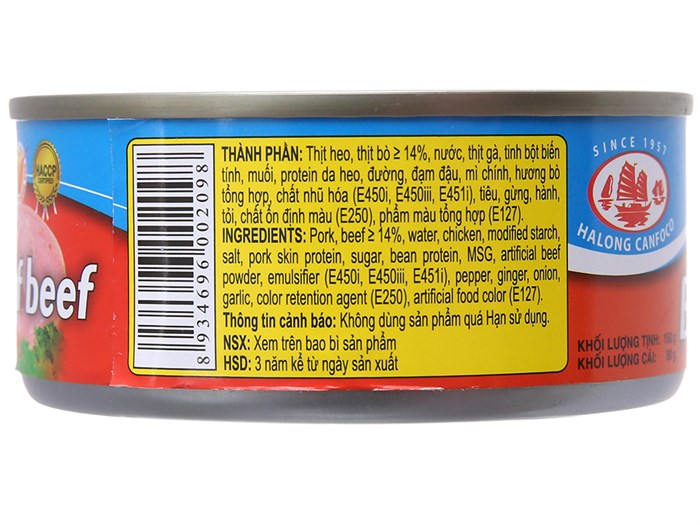 HACCP
CERTIFIED
f beef
8 934696 002098
THÀNH PHẦN: Thịt heo, thịt bò ≥ 14%, nước, thịt gà, tinh bột biến
tính, muối, protein da heo, đường, đạm đậu, mì chính, hương bò
tổng hợp, chất nhũ hóa (E450i, E450iii, E451i), tiêu, gừng, hành,
tỏi, chất ổn định màu (E250), phẩm màu tổng hợp (E127).
INGREDIENTS: Pork, beef ≥ 14%, water, chicken, modified starch,
salt, pork skin protein, sugar, bean protein, MSG, artificial beef
powder, emulsifier (E450i, E450iii, E451i), pepper, ginger, onion,
garlic, color retention agent (E250), artificial food color (E127).
Thông tin cảnh báo: Không dùng sản phẩm quá Hạn sử dụng.
NSX: Xem trên bao bì sản phẩm
HSD: 3 năm kể từ ngày sản xuất
SINCE 1957
HALONG CANFOCO
KHỐI LƯỢNG TỊNH:
KHỐI LƯỢNG CÁI: